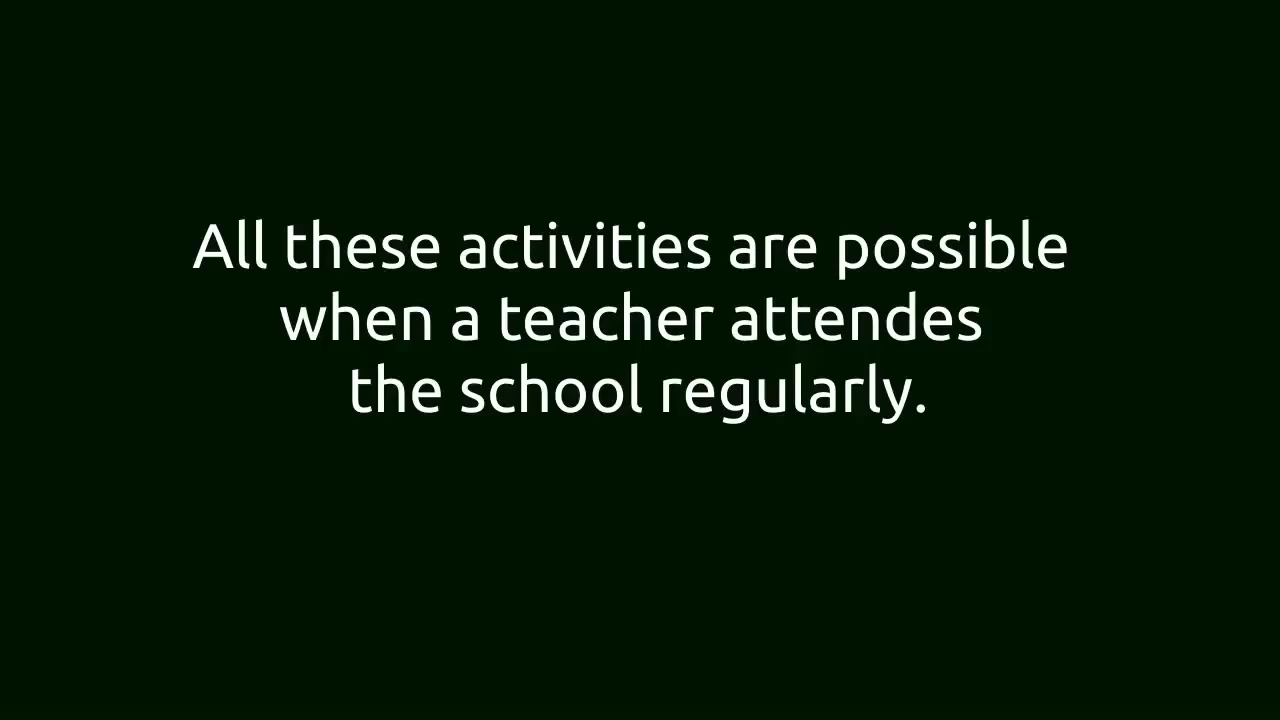 All these activities are possible
when a teacher attendes
the school regularly.